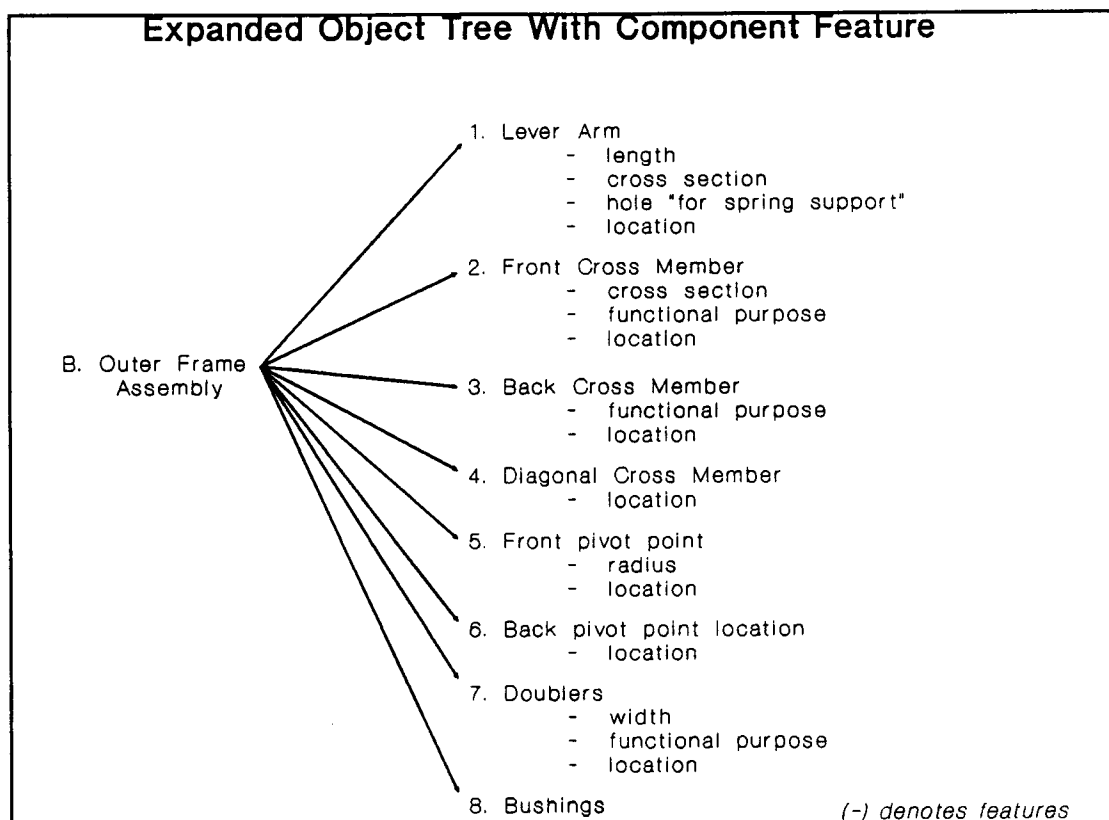 Expanded Object Tree With Component Feature
1. Lever Arm
- length
- cross section
- hole "for spring support"
- location
2. Front Cross Member
- cross section
- functional purpose
- location
B. Outer Frame
Assembly
3. Back Cross Member
- functional purpose
- location
4. Diagonal Cross Member
- location
5. Front pivot point
- radius
- location
6. Back pivot point location
- location
7. Doublers
- width
- functional purpose
- location
8. Bushings
(-) denotes features